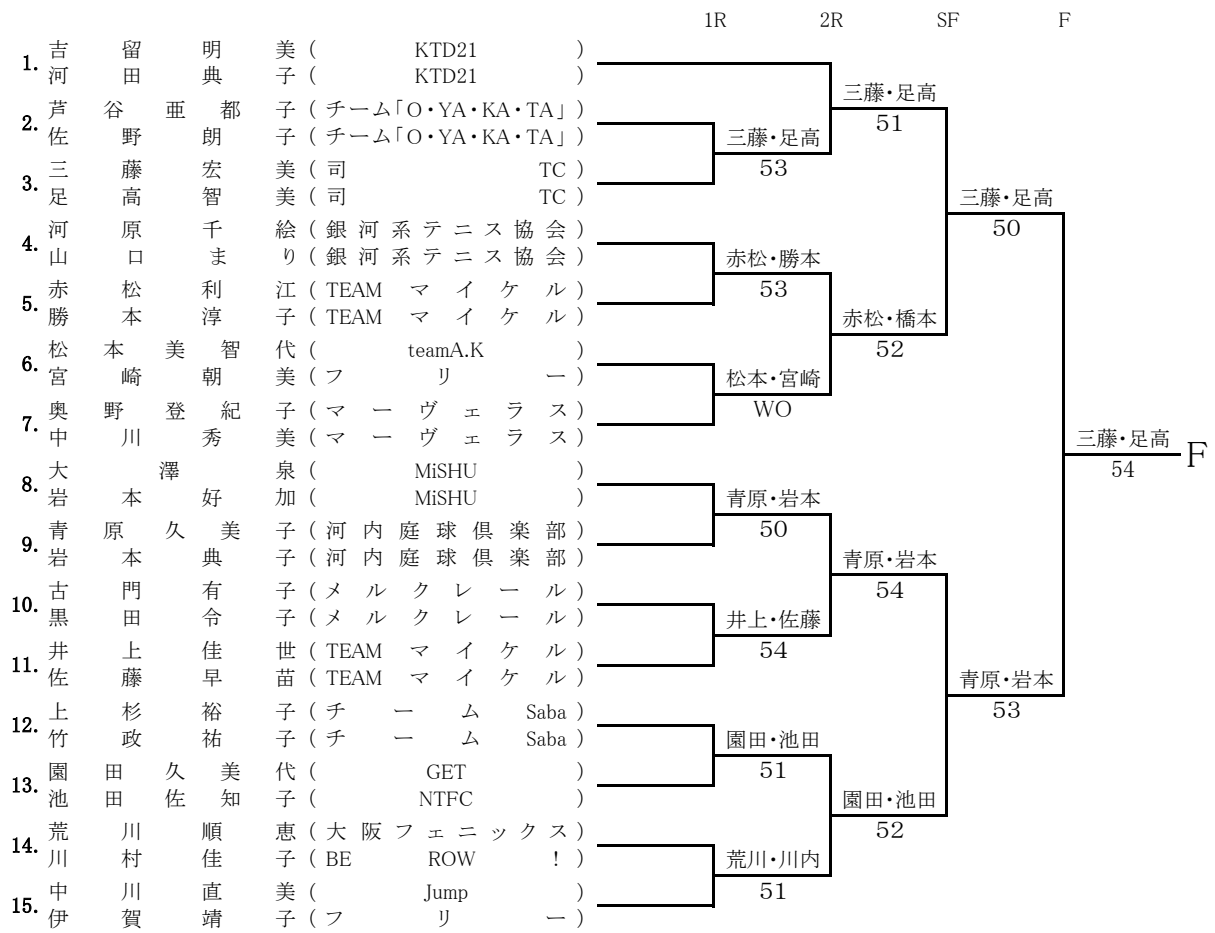 1R 2R SF F
1. 吉留明美 ( KTD21 )
河田典子 ( KTD21 )
三藤・足高
51
2. 芦谷亜都子 ( チーム「O・YA・KA・TA」 )
佐野朗子 ( チーム「O・YA・KA・TA」 )
三藤・足高
53
3. 三藤宏美 ( 司 TC )
足高智美 ( 司 TC )
三藤・足高
50
4. 河原千絵 ( 銀河系テニス協会 )
山口まり ( 銀河系テニス協会 )
赤松・勝本
53
5. 赤松利江 ( TEAM マイケル )
勝本淳子 ( TEAM マイケル )
赤松・橋本
52
6. 松本美智代 ( teamA.K )
宮崎朝美 ( フリー )
松本・宮崎
WO
7. 奥野登紀子 ( マーヴェラス )
中川秀美 ( マーヴェラス )
三藤・足高
54
F
8. 大澤泉 ( MiSHU )
岩本好加 ( MiSHU )
青原・岩本
50
9. 青原久美子 ( 河内庭球倶楽部 )
岩本典子 ( 河内庭球倶楽部 )
青原・岩本
54
10. 古門有子 ( メルクレール )
黒田令子 ( メルクレール )
井上・佐藤
54
11. 井上佳世 ( TEAM マイケル )
佐藤早苗 ( TEAM マイケル )
青原・岩本
53
12. 上杉裕子 ( チーム Saba )
竹政祐子 ( チーム Saba )
園田・池田
51
13. 園田久美代 ( GET )
池田佐知子 ( NTFC )
園田・池田
52
14. 荒川順恵 ( 大阪フェニックス )
川村佳子 ( BE ROW ! )
荒川・川内
51
15. 中川直美 ( Jump )
伊賀靖子 ( フリー )